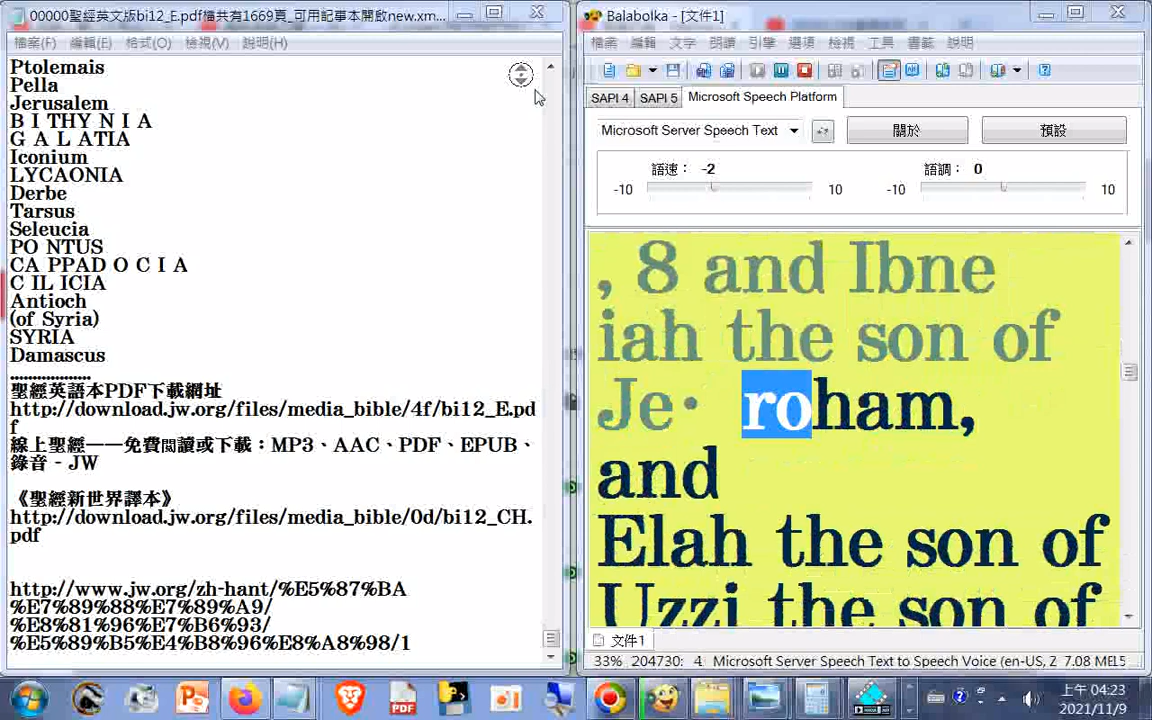 00000聖經英文版bi12_E.pdf檔共有1669頁_可用記事本開啟new.xm...
檔案(F) 編輯(E) 格式(O) 檢視(V) 說明(H)
Ptolemais
Pella
Jerusalem
B I THY N I A
G A L ATIA
Iconium
LYCAONIA
Derbe
Tarsus
Seleucia
PO NTUS
CA PPAD O C I A
C IL ICIA
Antioch
(of Syria)
SYRIA
Damascus
..................
聖經英語本PDF下載網址
http://download.jw.org/files/media_bible/4f/bi12_E.pd
f
線上聖經——免費閱讀或下載：MP3、AAC、PDF、EPUB、
錄音 - JW
《聖經新世界譯本》
http://download.jw.org/files/media_bible/0d/bi12_CH.
pdf
http://www.jw.org/zh-hant/%E5%87%BA
%E7%89%88%E7%89%A9/
%E8%81%96%E7%B6%93/
%E5%89%B5%E4%B8%96%E8%A8%98/1
Balabolka - [文件1]
檔案 編輯 文字 朗讀 引擎 選項 檢視 工具 書籤 說明
SAPI 4 SAPI 5 Microsoft Speech Platform
Microsoft Server Speech Text 關於 預設
語速： -2 語調： 0
-10 10 -10 10
, 8 and Ibne
iah the son of
Je· roham,
and
Elah the son of
Uzzi the son of
文件1
33% 204730: 4 Microsoft Server Speech Text to Speech Voice (en-US, 2 7.08 ME15
PDF
上午 04:23
2021/11/9